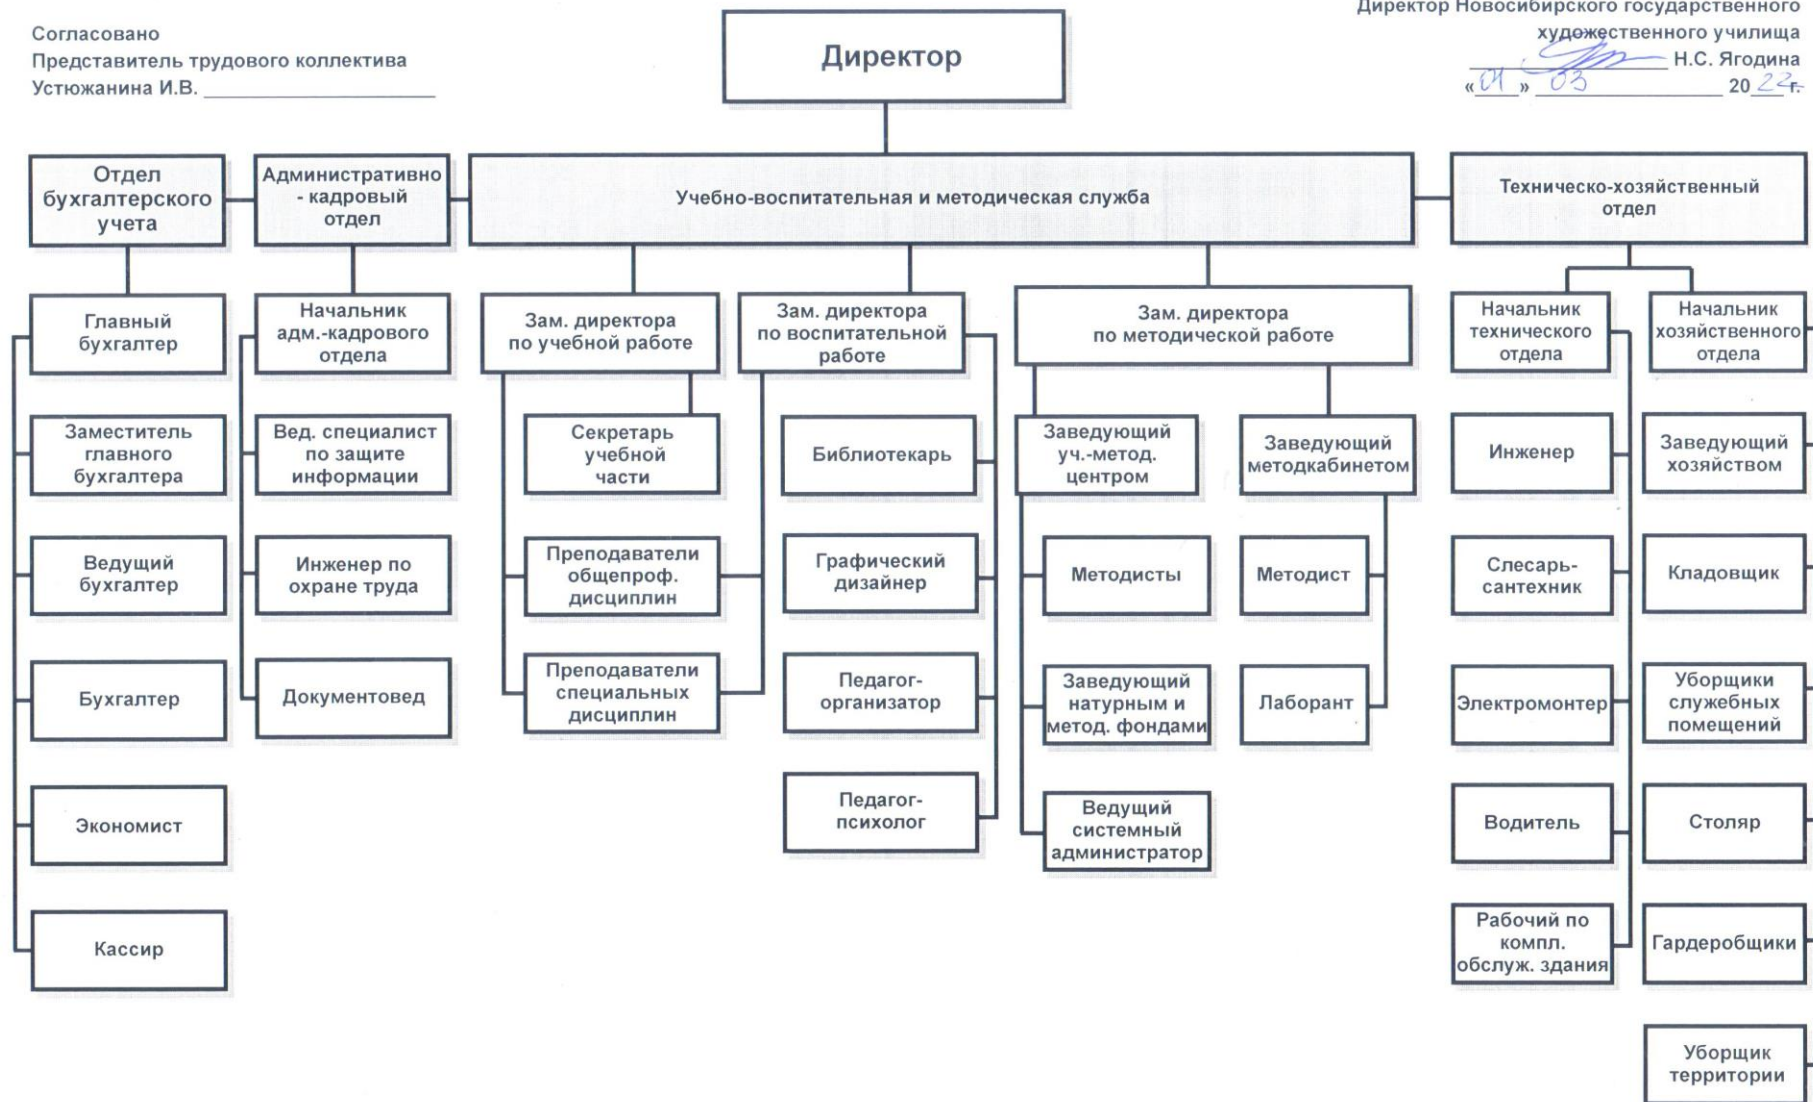 Согласовано
Представитель трудового коллектива
Устюжанина И.В.
Директор Новосибирского государственного
художественного училища
Н.С. Ягодина
«01» 03 2022 г.
Директор
Отдел
бухгалтерского
учета
Административно
- кадровый
отдел
Учебно-воспитательная и методическая служба
Техническо-хозяйственный
отдел
Главный
бухгалтер
Заместитель
главного
бухгалтера
Ведущий
бухгалтер
Бухгалтер
Экономист
Кассир
Начальник
адм.-кадрового
отдела
Вед. специалист
по защите
информации
Инженер по
охране труда
Документовед
Зам. директора
по учебной работе
Секретарь
учебной
части
Преподаватели
общепроф.
дисциплин
Преподаватели
специальных
дисциплин
Зам. директора
по воспитательной
работе
Библиотекарь
Графический
дизайнер
Педагог-
организатор
Педагог-
психолог
Зам. директора
по методической работе
Заведующий
уч.-метод.
центром
Методисты
Заведующий
натурным и
метод. фондами
Ведущий
системный
администратор
Заведующий
методкабинетом
Методист
Лаборант
Начальник
технического
отдела
Инженер
Слесарь-
сантехник
Электромонтер
Водитель
Рабочий по
компл.
обслуж. здания
Начальник
хозяйственного
отдела
Заведующий
хозяйством
Кладовщик
Уборщики
служебных
помещений
Столяр
Гардеробщики
Уборщик
территории